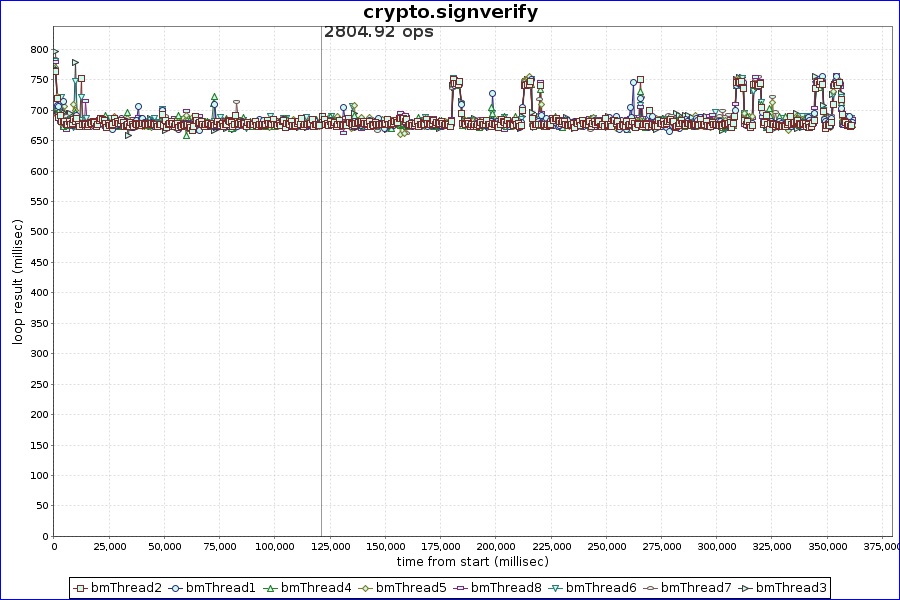 crypto.signverify
2804.92 ops
800
750
700
650
600
550
500
450
400
350
300
250
200
150
100
50
0
loop result (millisec)
0 25,000 50,000 75,000 100,000 125,000 150,000 175,000 200,000 225,000 250,000 275,000 300,000 325,000 350,000 375,000
time from start (millisec)
bmThread2 bmThread1 bmThread4 bmThread5 bmThread8 bmThread6 bmThread7 bmThread3